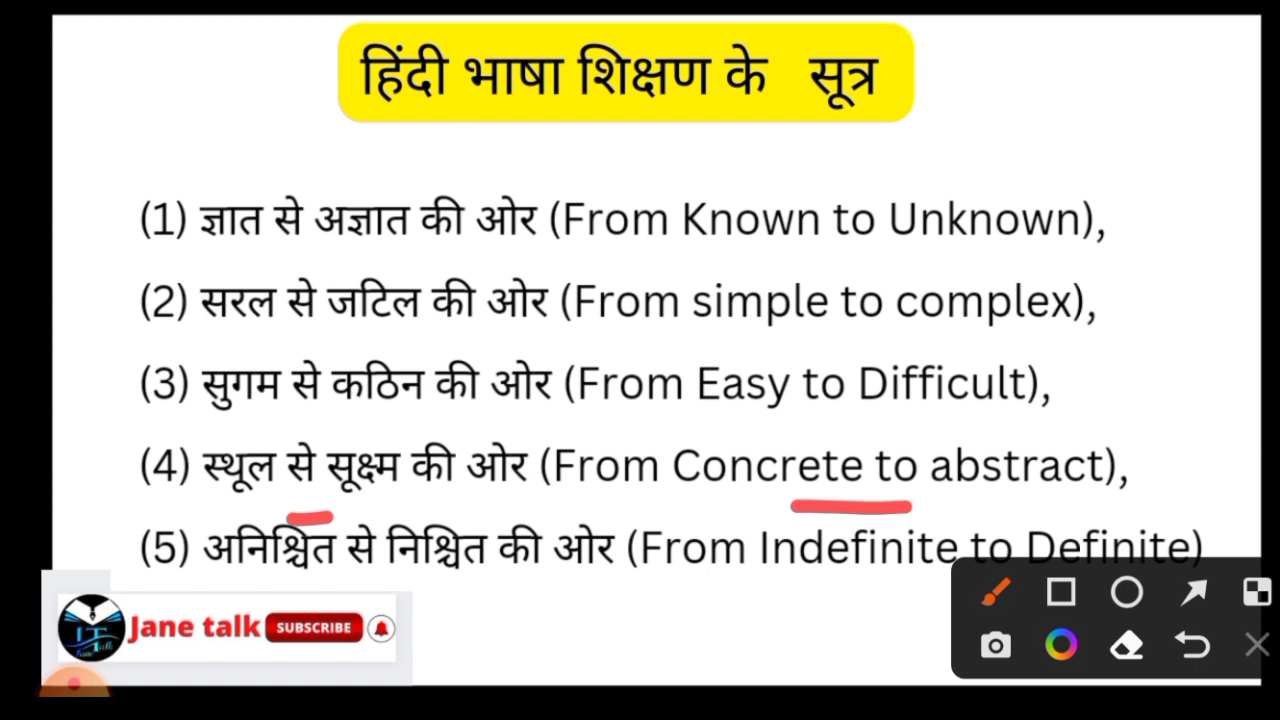 हिंदी भाषा शिक्षण के सूत्र
(1) ज्ञात से अज्ञात की ओर (From Known to Unknown),
(2) सरल से जटिल की ओर (From simple to complex),
(3) सुगम से कठिन की ओर (From Easy to Difficult),
(4) स्थूल से सूक्ष्म की ओर (From Concrete to abstract),
(5) अनिश्चित से निश्चित की ओर (From Indefinite to Definite)
Jane talk SUBSCRIBE